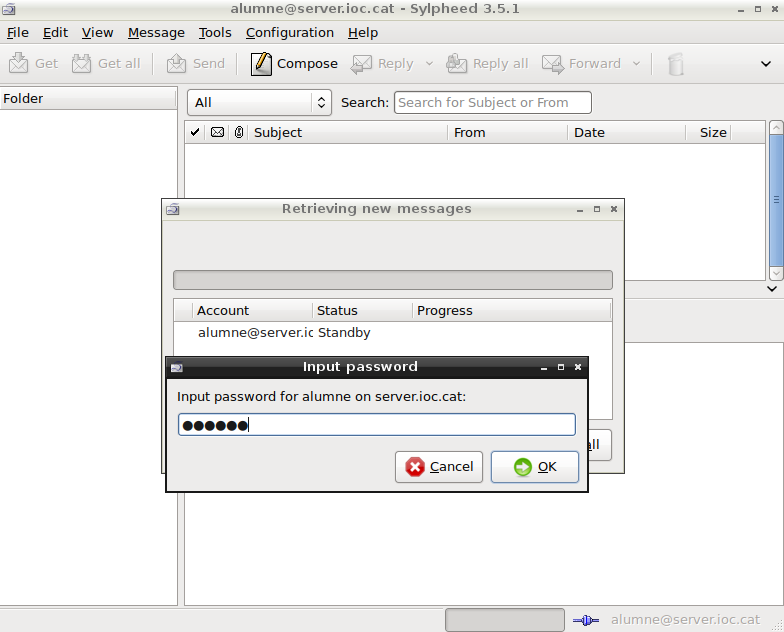 alumne@server.ioc.cat - Sylpheed 3.5.1
File Edit View Message Tools Configuration Help
Get Get all Send Compose Reply Reply all Forward
Folder
All Search: Search for Subject or From
Subject From Date Size
Retrieving new messages
Account Status Progress
alumne@server.ic Standby
Input password
Input password for alumne on server.ioc.cat:
●●●●●●
all
Cancel OK
alumne@server.ioc.cat